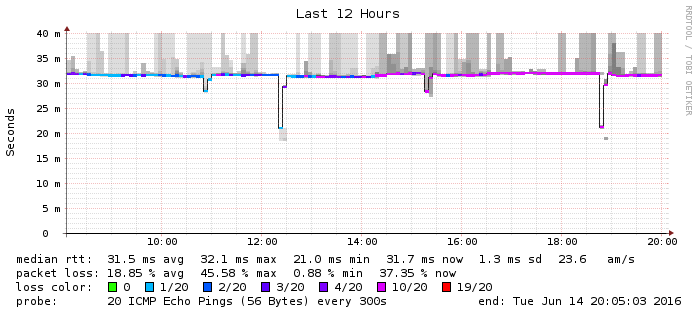 Last 12 Hours
RRDTOOL / TOBI OETIKER
Seconds
40 m
35 m
30 m
25 m
20 m
15 m
10 m
5 m
0
10:00 12:00 14:00 16:00 18:00 20:00
median rtt: 31.5 ms avg 32.1 ms max 21.0 ms min 31.7 ms now 1.3 ms sd 23.6 am/s
packet loss: 18.85 % avg 45.58 % max 0.88 % min 37.35 % now
loss color: 0 1/20 2/20 3/20 4/20 10/20 19/20
probe: 20 ICMP Echo Pings (56 Bytes) every 300s end: Tue Jun 14 20:05:03 2016